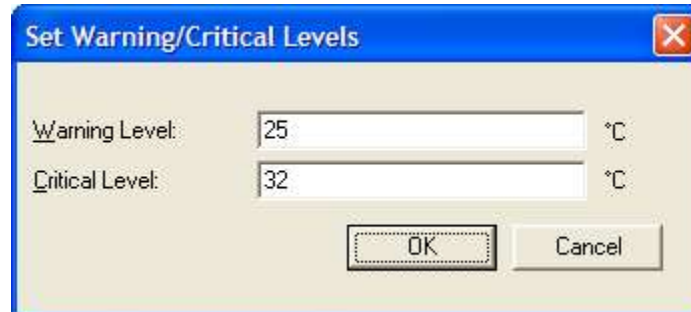 Set Warning/Critical Levels
Warning Level: 25 °C
Critical Level: 32 °C
OK Cancel